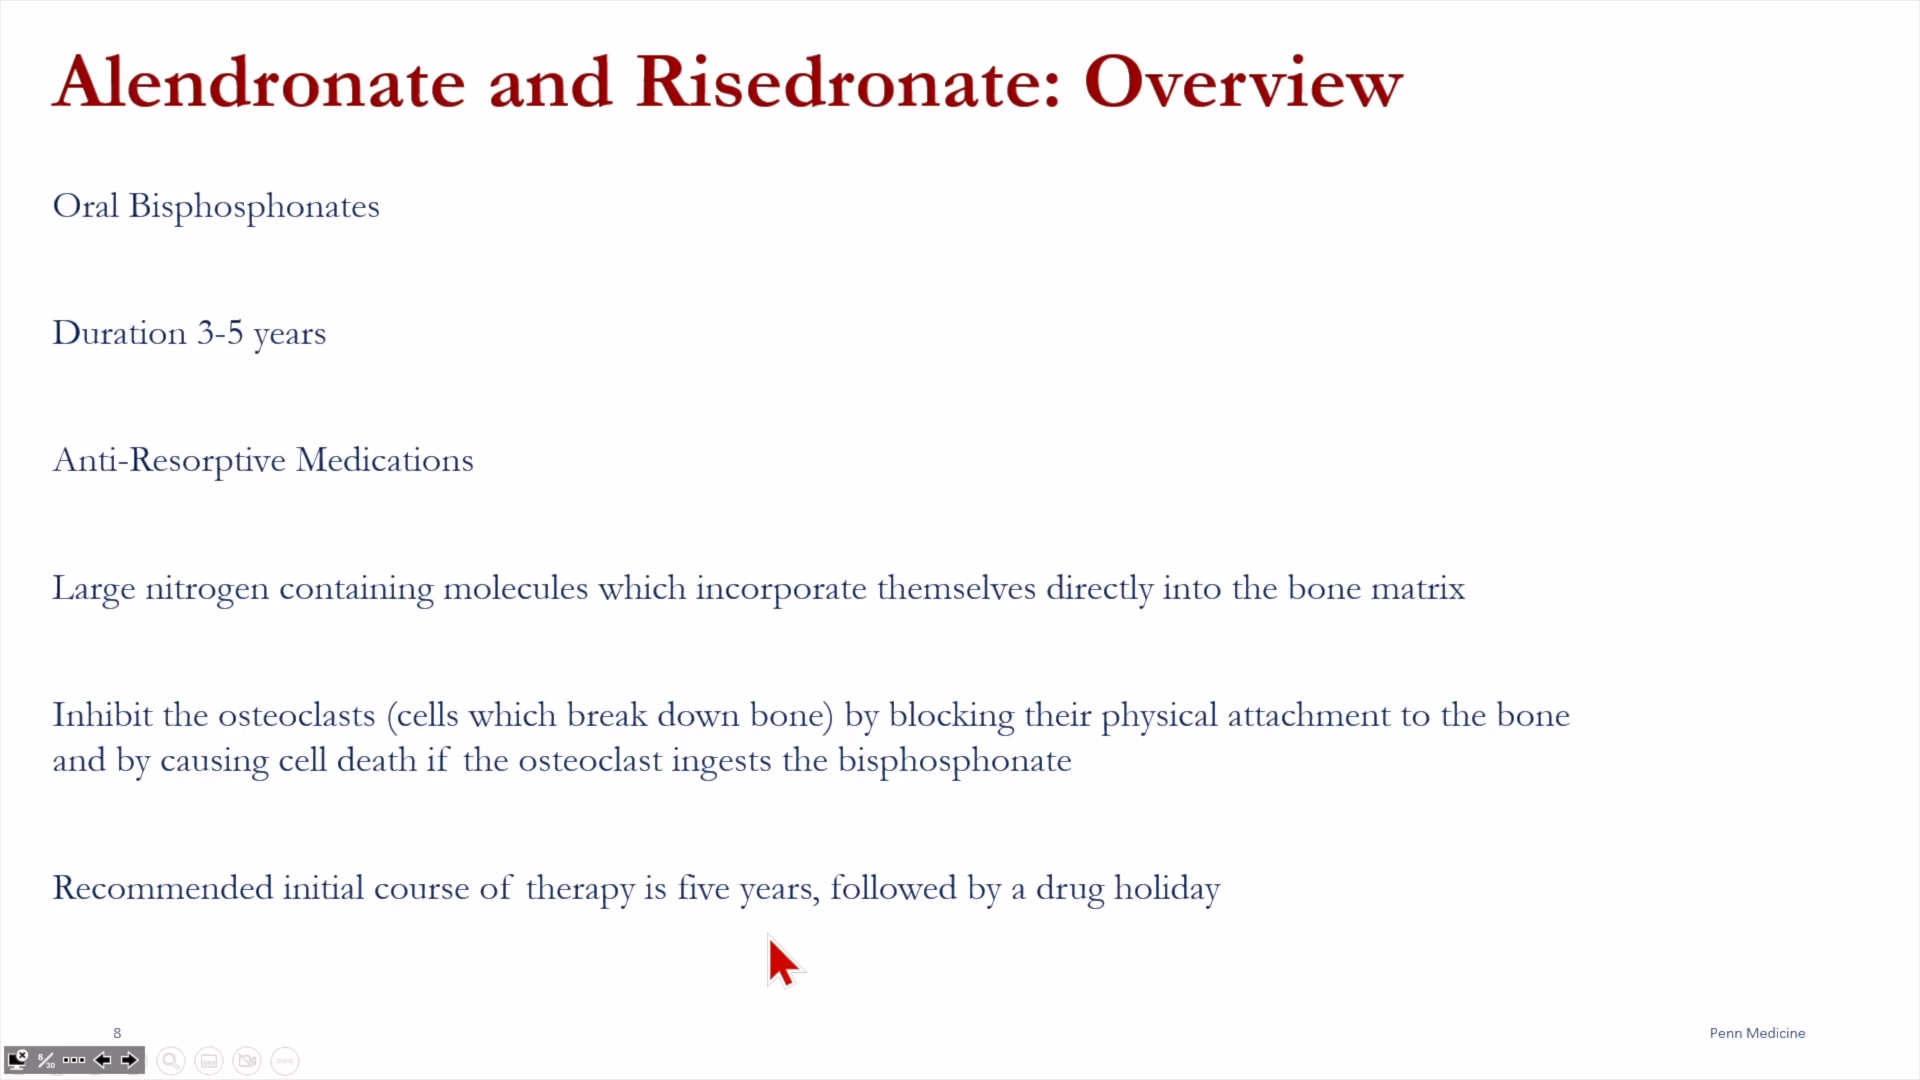 Alendronate and Risedronate: Overview
Oral Bisphosphonates
Duration 3-5 years
Anti-Resorptive Medications
Large nitrogen containing molecules which incorporate themselves directly into the bone matrix
Inhibit the osteoclasts (cells which break down bone) by blocking their physical attachment to the bone
and by causing cell death if the osteoclast ingests the bisphosphonate
Recommended initial course of therapy is five years, followed by a drug holiday
8
Penn Medicine
8/30